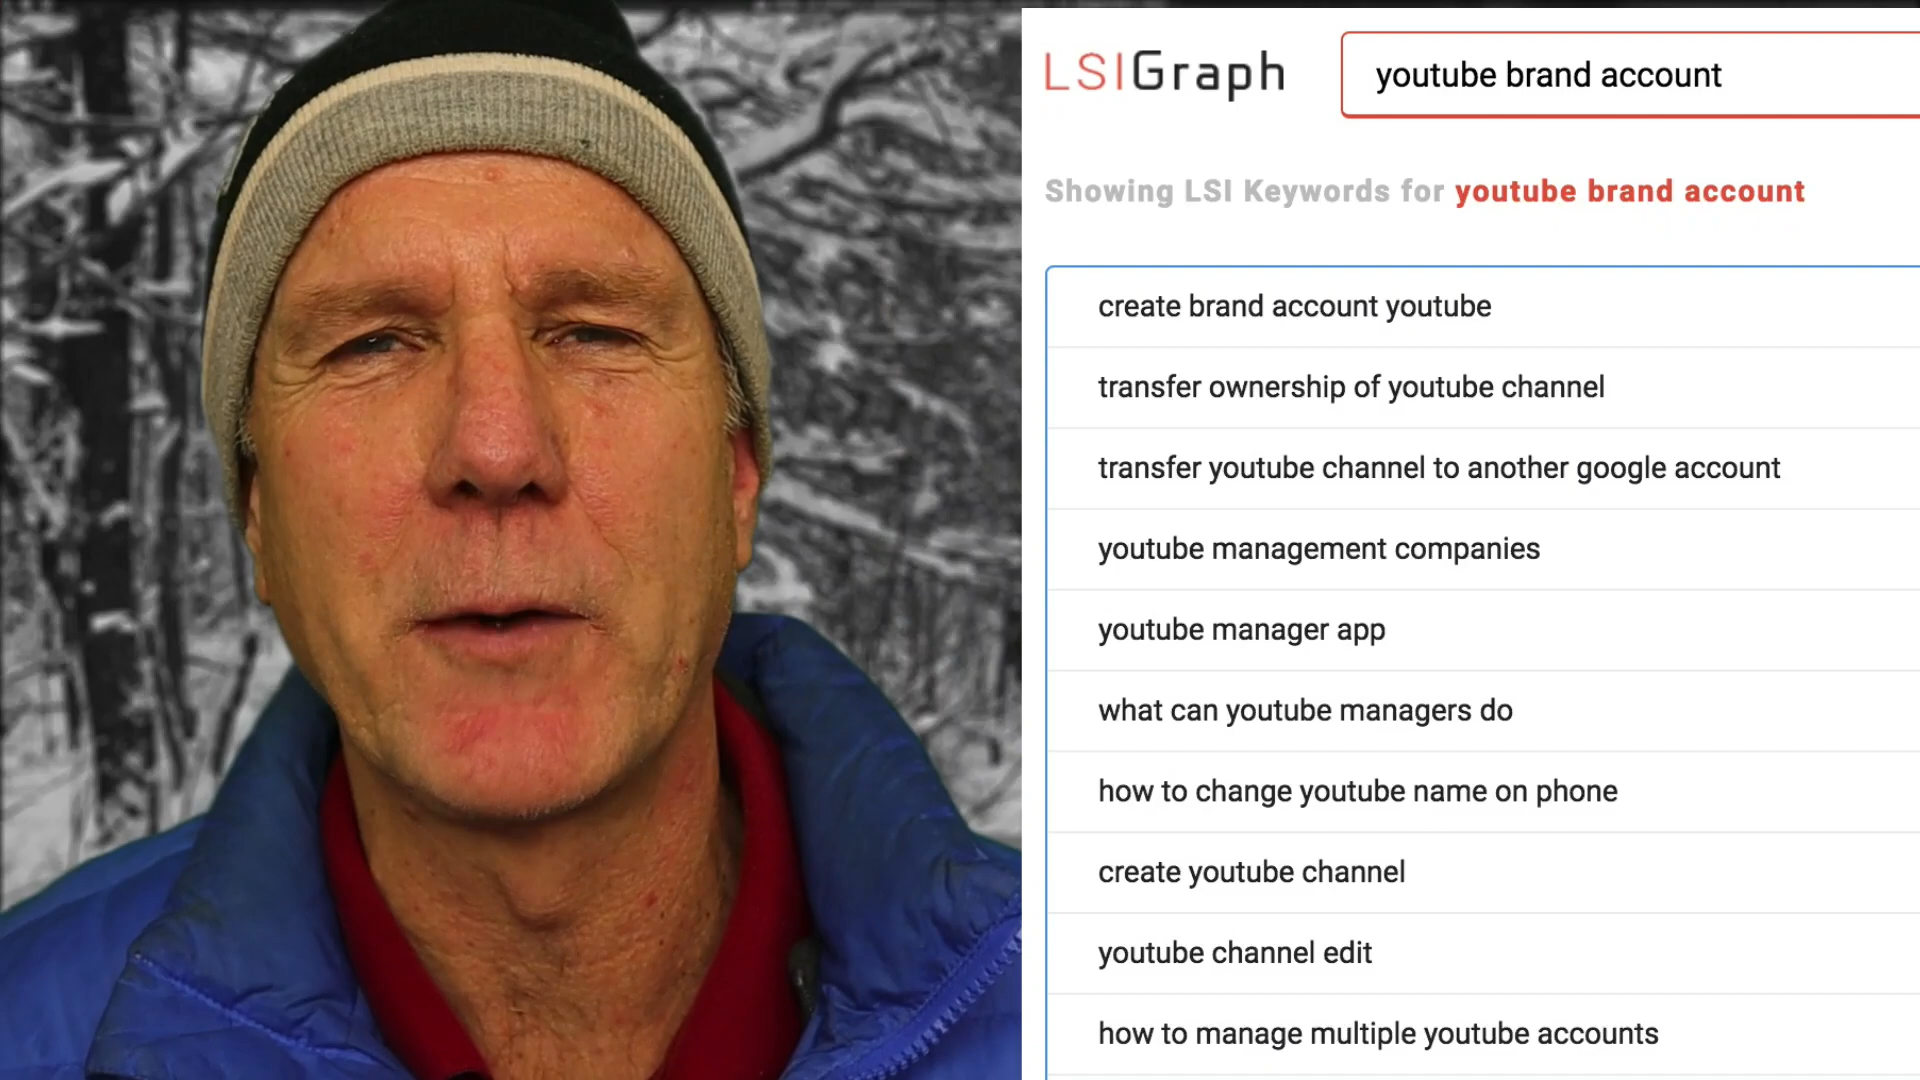 LSIGraph
youtube brand account
Showing LSI Keywords for youtube brand account
create brand account youtube
transfer ownership of youtube channel
transfer youtube channel to another google account
youtube management companies
youtube manager app
what can youtube managers do
how to change youtube name on phone
create youtube channel
youtube channel edit
how to manage multiple youtube accounts